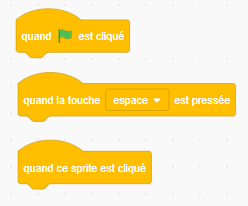 quand est cliqué
quand la touche espace est pressée
quand ce sprite est cliqué